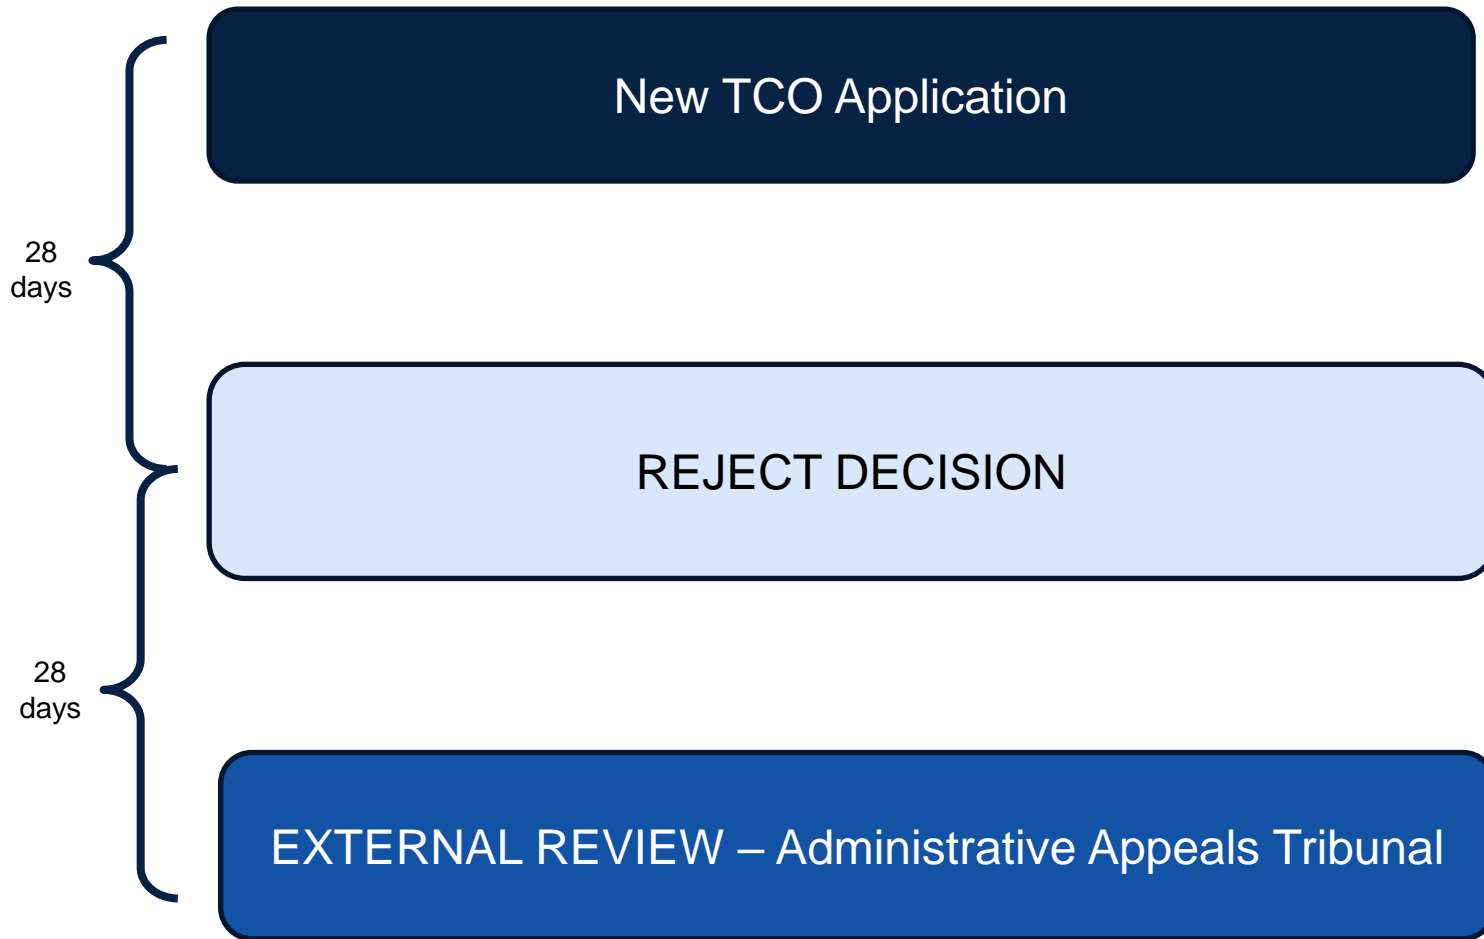 New TCO Application
28
days
REJECT DECISION
28
days
EXTERNAL REVIEW – Administrative Appeals Tribunal